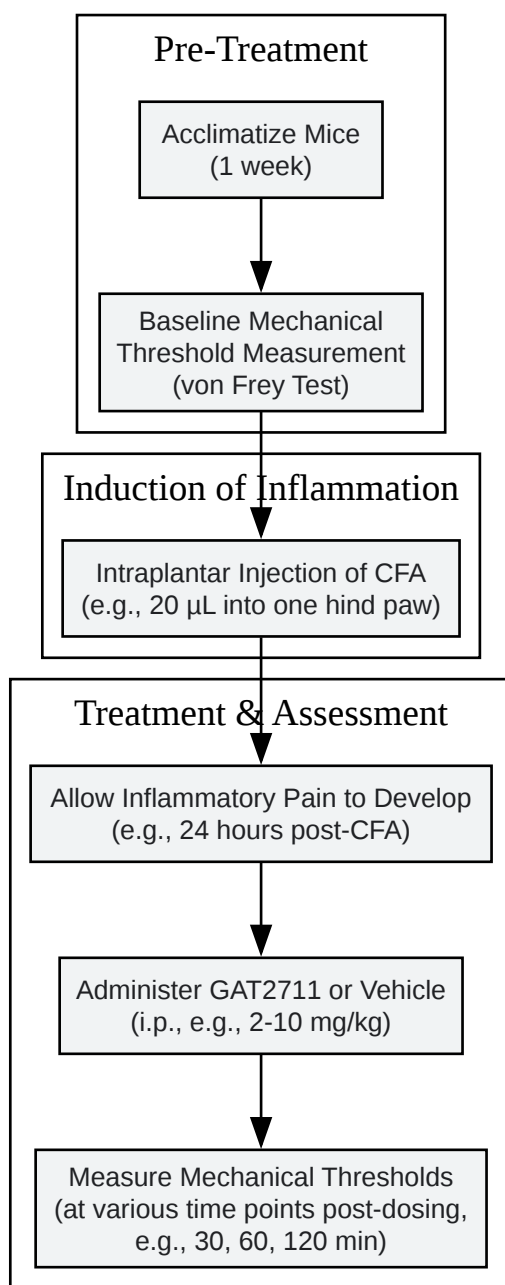 Pre-Treatment
Acclimatize Mice
(1 week)
Baseline Mechanical
Threshold Measurement
(von Frey Test)
Induction of Inflammation
Intraplantar Injection of CFA
(e.g., 20 µL into one hind paw)
Treatment & Assessment
Allow Inflammatory Pain to Develop
(e.g., 24 hours post-CFA)
Administer GAT2711 or Vehicle
(i.p., e.g., 2-10 mg/kg)
Measure Mechanical Thresholds
(at various time points post-dosing,
e.g., 30, 60, 120 min)